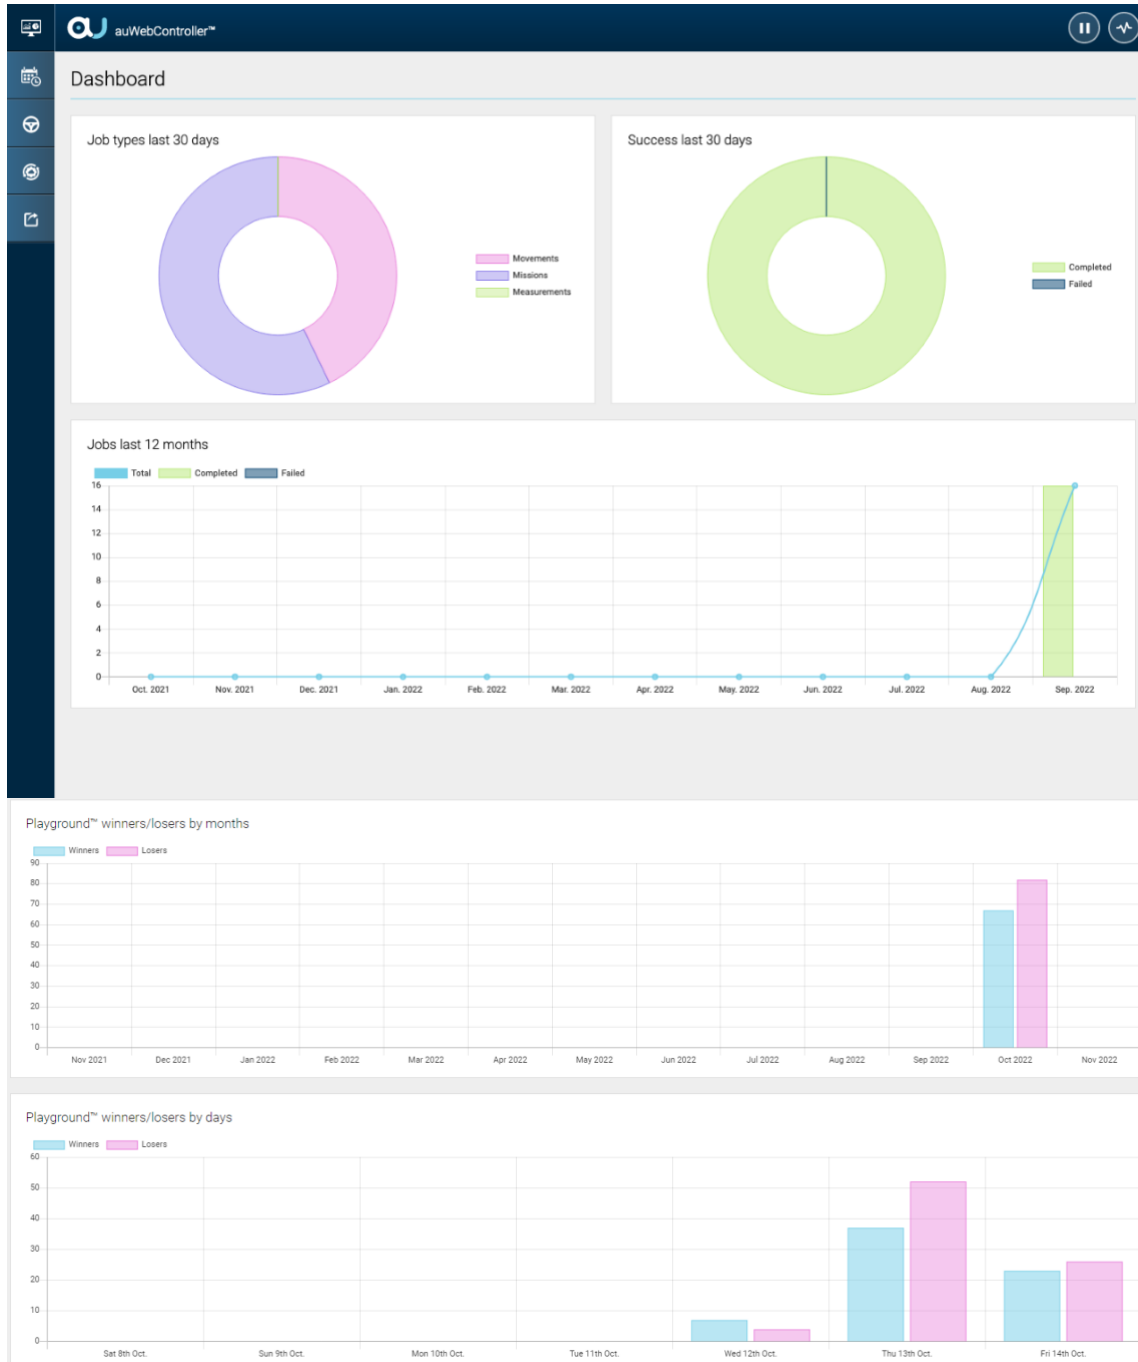 au auWebController™
Dashboard
Job types last 30 days
Movements
Missions
Measurements
Success last 30 days
Completed
Failed
Jobs last 12 months
Total Completed Failed
16
14
12
10
8
6
4
2
0
Oct. 2021 Nov. 2021 Dec. 2021 Jan. 2022 Feb. 2022 Mar. 2022 Apr. 2022 May. 2022 Jun. 2022 Jul. 2022 Aug. 2022 Sep. 2022
Playground™ winners/losers by months
Winners Losers
90
80
70
60
50
40
30
20
10
0
Nov 2021 Dec 2021 Jan 2022 Feb 2022 Mar 2022 Apr 2022 May 2022 Jun 2022 Jul 2022 Aug 2022 Sep 2022 Oct 2022 Nov 2022
Playground™ winners/losers by days
Winners Losers
60
50
40
30
20
10
0
Sat 8th Oct. Sun 9th Oct. Mon 10th Oct. Tue 11th Oct. Wed 12th Oct. Thu 13th Oct. Fri 14th Oct.